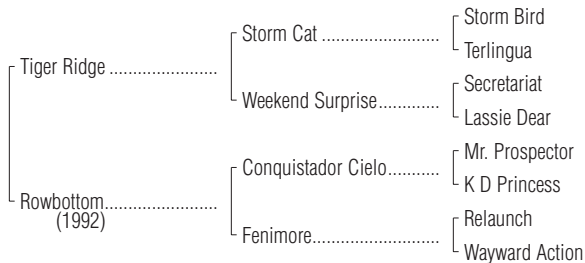 Storm Bird
Storm Cat ..........................
Terlingua
Tiger Ridge ........................
Secretariat
Weekend Surprise.............
Lassie Dear
Mr. Prospector
Conquistador Cielo...........
K D Princess
Rowbottom.........................
(1992)
Relaunch
Fenimore............................
Wayward Action